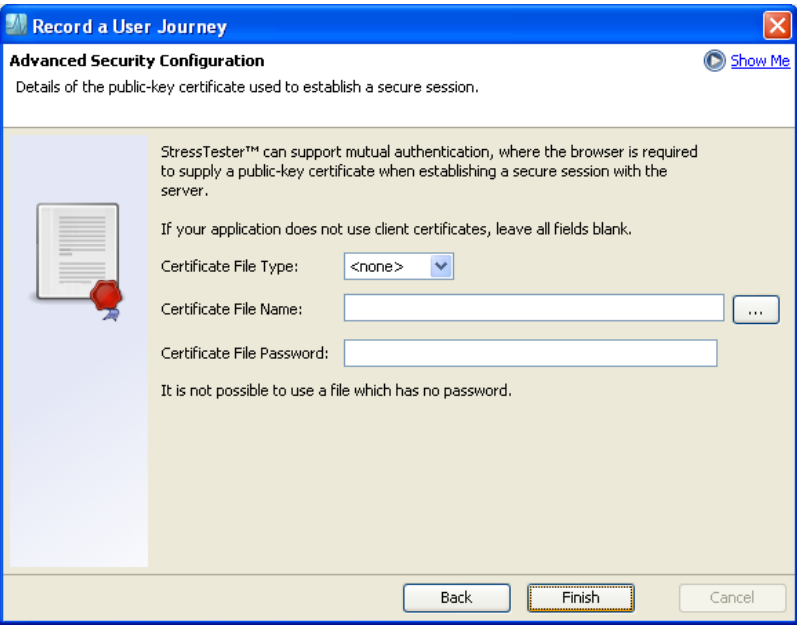 Record a User Journey
Advanced Security Configuration
Show Me
Details of the public-key certificate used to establish a secure session.
StressTester™ can support mutual authentication, where the browser is required
to supply a public-key certificate when establishing a secure session with the
server.
If your application does not use client certificates, leave all fields blank.
Certificate File Type: <none>
Certificate File Name: ...
Certificate File Password:
It is not possible to use a file which has no password.
Back Finish Cancel